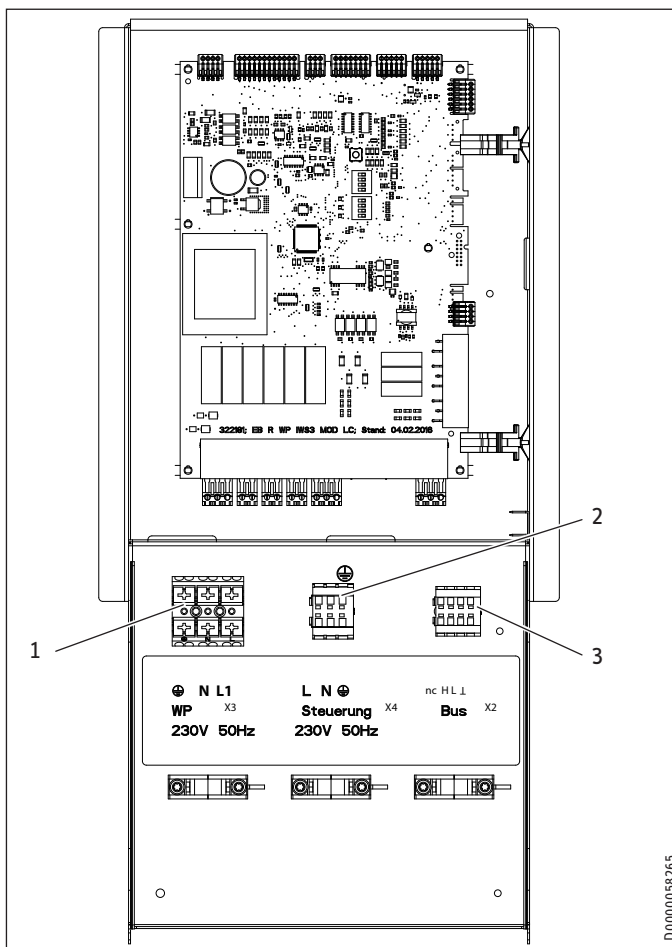 322191; EB R WP IWS3 MOD LC; Stand: 04.02.2016
2
1
3
N L1
L N
nc H L ⊥
WP X3
Steuerung X4
Bus X2
230V 50Hz
230V 50Hz
D0000058265